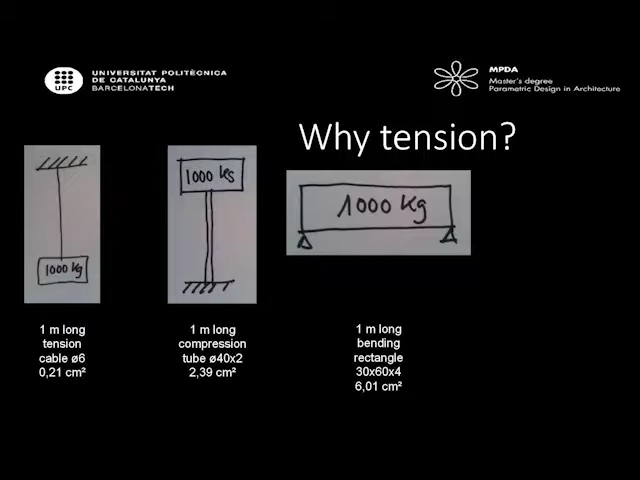 UNIVERSITAT POLITÈCNICA
DE CATALUNYA
BARCELONATECH
UPC
MPDA
Master's degree
Parametric Design in Architecture
Why tension?
1000 kg
1000 kg
1000 kg
1 m long
tension
cable ø6
0,21 cm²
1 m long
compression
tube ø40x2
2,39 cm²
1 m long
bending
rectangle
30x60x4
6,01 cm²